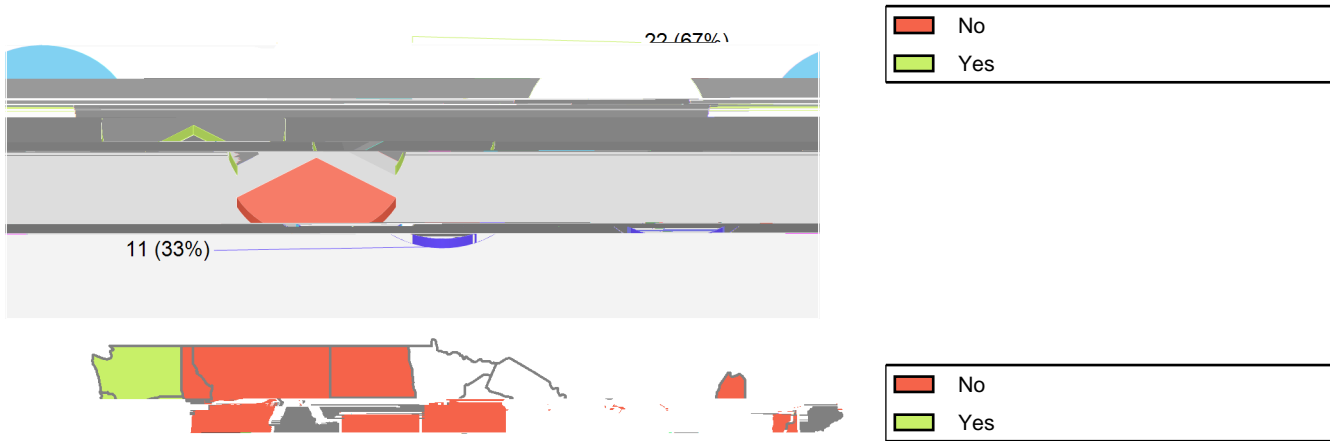 22 (67%)
No
Yes
11 (33%)
No
Yes